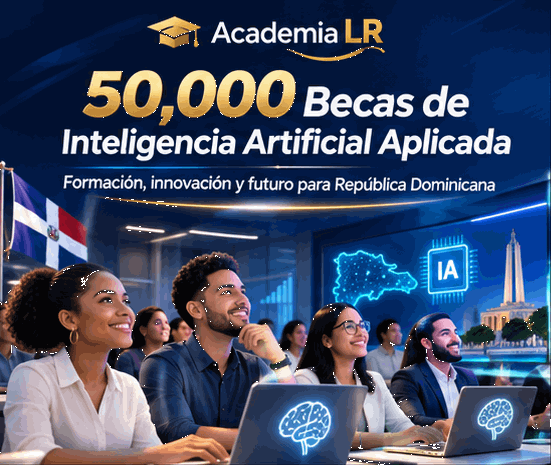 Academia LR
50,000 Becas de
Inteligencia Artificial Aplicada
Formación, innovación y futuro para República Dominicana
IA